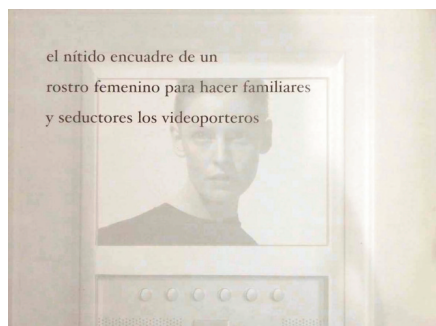 el nítido encuadre de un
rostro femenino para hacer familiares
y seductores los videoporteros